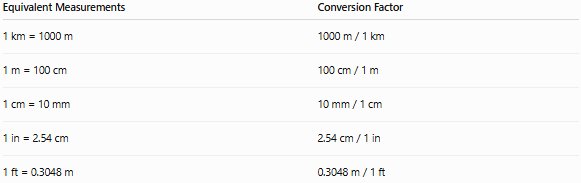 Equivalent Measurements Conversion Factor
1 km = 1000 m 1000 m / 1 km
1 m = 100 cm 100 cm / 1 m
1 cm = 10 mm 10 mm / 1 cm
1 in = 2.54 cm 2.54 cm / 1 in
1 ft = 0.3048 m 0.3048 m / 1 ft